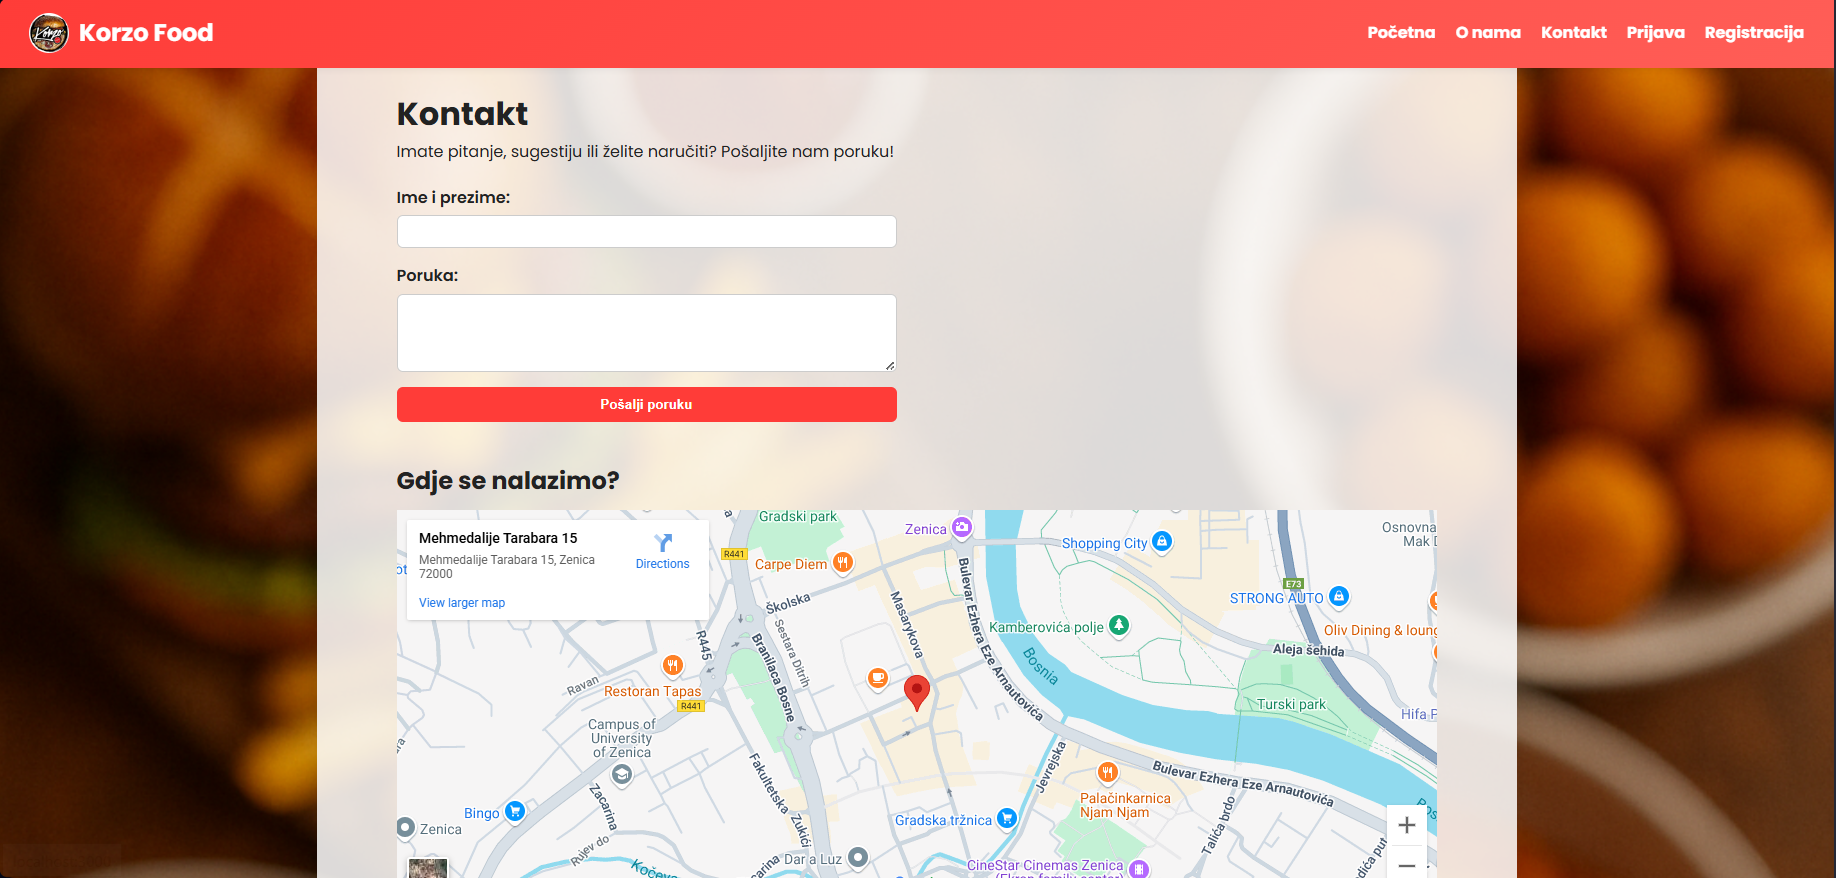 Korzo
Korzo Food
Početna
O nama
Kontakt
Prijava
Registracija
Kontakt
Imate pitanje, sugestiju ili želite naručiti? Pošaljite nam poruku!
Ime i prezime:
Poruka:
Pošalji poruku
Gdje se nalazimo?
Mehmedalije Tarabara 15
Mehmedalije Tarabara 15, Zenica
72000
Directions
View larger map
Gradski park
Zenica
R441
Carpe Diem
Shopping City
Osnovna
Mak D
E73
STRONG AUTO
Školska
Masarykova
Bulevar Ezhera Eze Arnautovića
Kamberovića polje
Oliv Dining & loung
R445
Branilaca Bosne
Sestara Ditrih
Aleja šehida
Bosnia
Ravan
Restoran Tapas
R441
Turski park
Hifa P
Campus of
University
of Zenica
Jevrejska
Fakultetska
Bulevar Ezhera Eze Arnautovića
Zacarina
Palačinkarnica
Njam Njam
Bingo
Gradska tržnica
Talića brdo
Zenica
Zukići
Rujev do
Dar a Luz
Kočeva
CineStar Cinemas Zenica
(Ekran family center)